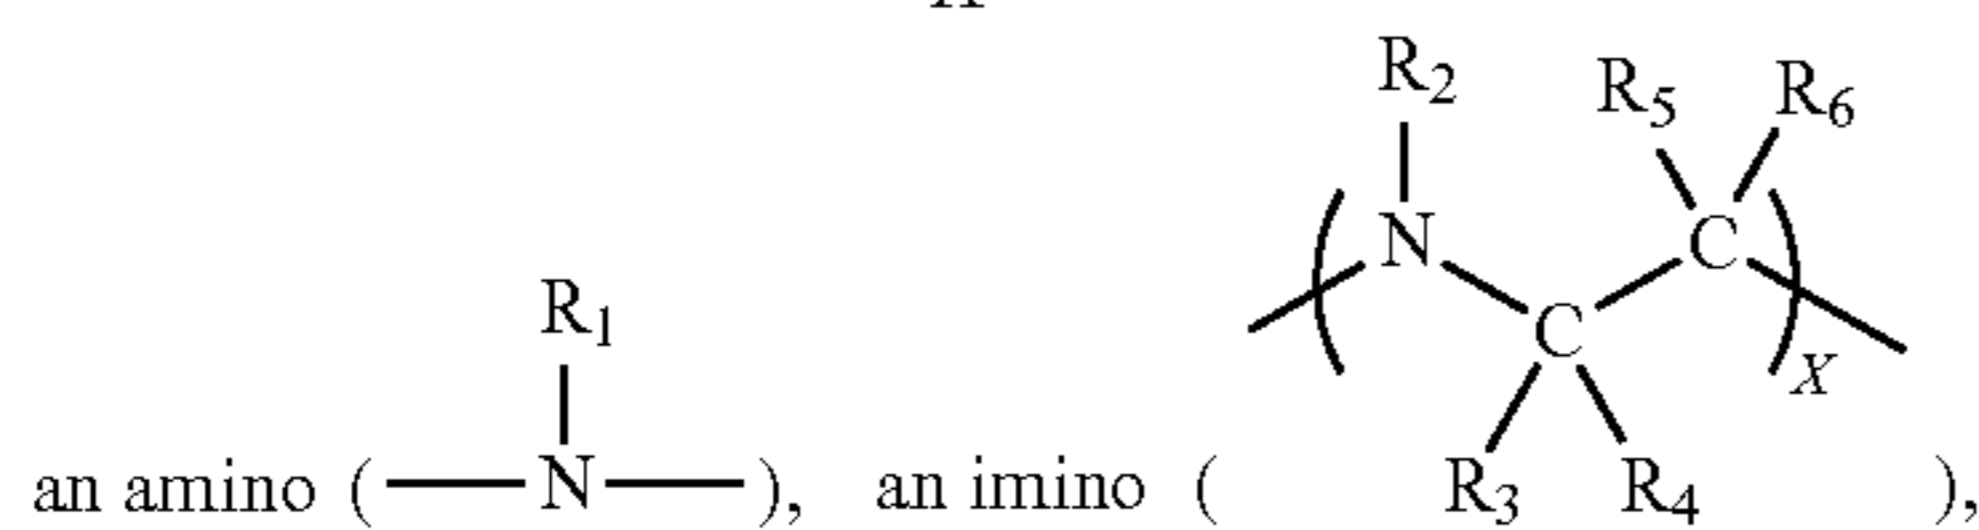 R2 R5 R6
N C
R1 C X
an amino ( N ), an imino ( R3 R4 ),